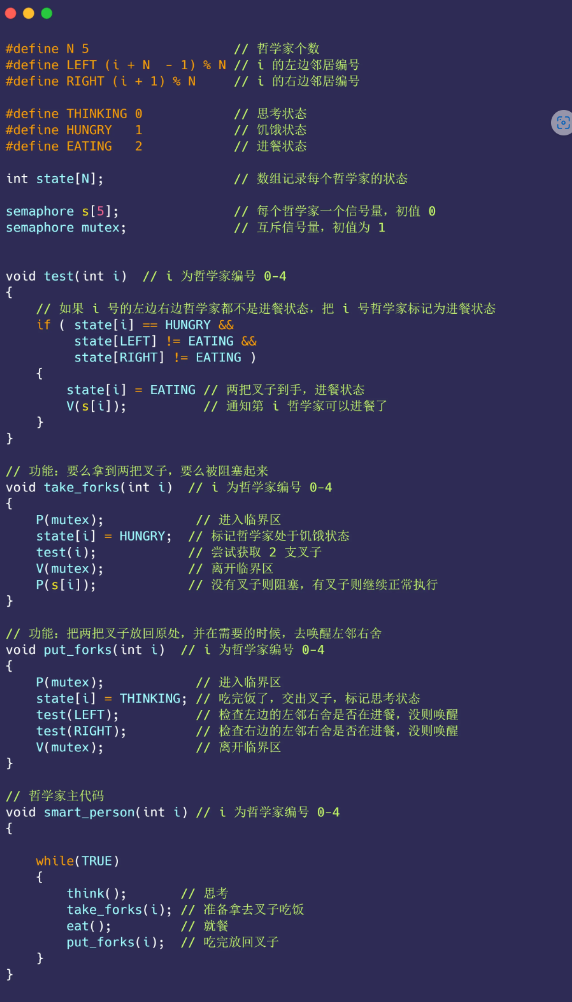 #define N 5 // 哲学家个数
#define LEFT (i + N - 1) % N // i 的左边邻居编号
#define RIGHT (i + 1) % N // i 的右边邻居编号
#define THINKING 0 // 思考状态
#define HUNGRY 1 // 饥饿状态
#define EATING 2 // 进餐状态
int state[N]; // 数组记录每个哲学家的状态
semaphore s[5]; // 每个哲学家一个信号量，初值 0
semaphore mutex; // 互斥信号量，初值为 1
void test(int i) // i 为哲学家编号 0-4
{
// 如果 i 号的左边右边哲学家都不是进餐状态，把 i 号哲学家标记为进餐状态
if ( state[i] == HUNGRY &&
state[LEFT] != EATING &&
state[RIGHT] != EATING )
{
state[i] = EATING // 两把叉子到手，进餐状态
V(s[i]); // 通知第 i 哲学家可以进餐了
}
}
// 功能：要么拿到两把叉子，要么被阻塞起来
void take_forks(int i) // i 为哲学家编号 0-4
{
P(mutex); // 进入临界区
state[i] = HUNGRY; // 标记哲学家处于饥饿状态
test(i); // 尝试获取 2 支叉子
V(mutex); // 离开临界区
P(s[i]); // 没有叉子则阻塞，有叉子则继续正常执行
}
// 功能：把两把叉子放回原处，并在需要的时候，去唤醒左邻右舍
void put_forks(int i) // i 为哲学家编号 0-4
{
P(mutex); // 进入临界区
state[i] = THINKING; // 吃完饭了，交出叉子，标记思考状态
test(LEFT); // 检查左边的左邻右舍是否在进餐，没则唤醒
test(RIGHT); // 检查右边的左邻右舍是否在进餐，没则唤醒
V(mutex); // 离开临界区
}
// 哲学家主代码
void smart_person(int i) // i 为哲学家编号 0-4
{
while(TRUE)
{
think(); // 思考
take_forks(i); // 准备拿去叉子吃饭
eat(); // 就餐
put_forks(i); // 吃完放回叉子
}
}